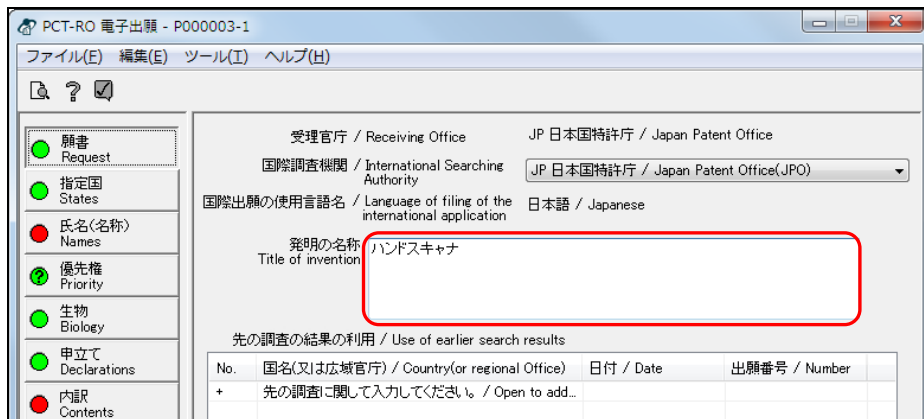 PCT-RO 電子出願 - P000003-1
ファイル(F) 編集(E) ツール(T) ヘルプ(H)
願書
Request
指定国
States
氏名(名称)
Names
優先権
Priority
生物
Biology
申立て
Declarations
内訳
Contents
受理官庁 / Receiving Office JP 日本国特許庁 / Japan Patent Office
国際調査機関 / International Searching Authority JP 日本国特許庁 / Japan Patent Office(JPO)
国際出願の使用言語名 / Language of filing of the international application 日本語 / Japanese
発明の名称
Title of invention
ハンドスキャナ
先の調査の結果の利用 / Use of earlier search results
No. 国名(又は広域官庁) / Country(or regional Office) 日付 / Date 出願番号 / Number
+ 先の調査に関して入力してください。 / Open to add...